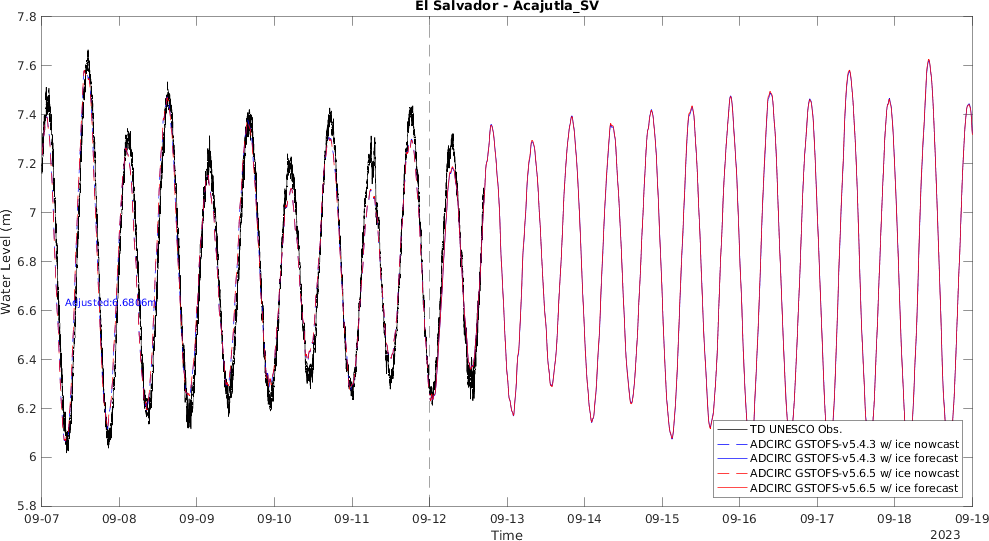 El Salvador - Acajutla_SV
7.8
7.6
7.4
7.2
7
6.8
6.6
6.4
6.2
6
5.8
Water Level (m)
Adjusted:6.6806m
TD UNESCO Obs.
ADCIRC GSTOFS-v5.4.3 w/ ice nowcast
ADCIRC GSTOFS-v5.4.3 w/ ice forecast
ADCIRC GSTOFS-v5.6.5 w/ ice nowcast
ADCIRC GSTOFS-v5.6.5 w/ ice forecast
09-07 09-08 09-09 09-10 09-11 09-12 09-13 09-14 09-15 09-16 09-17 09-18 09-19
Time
2023